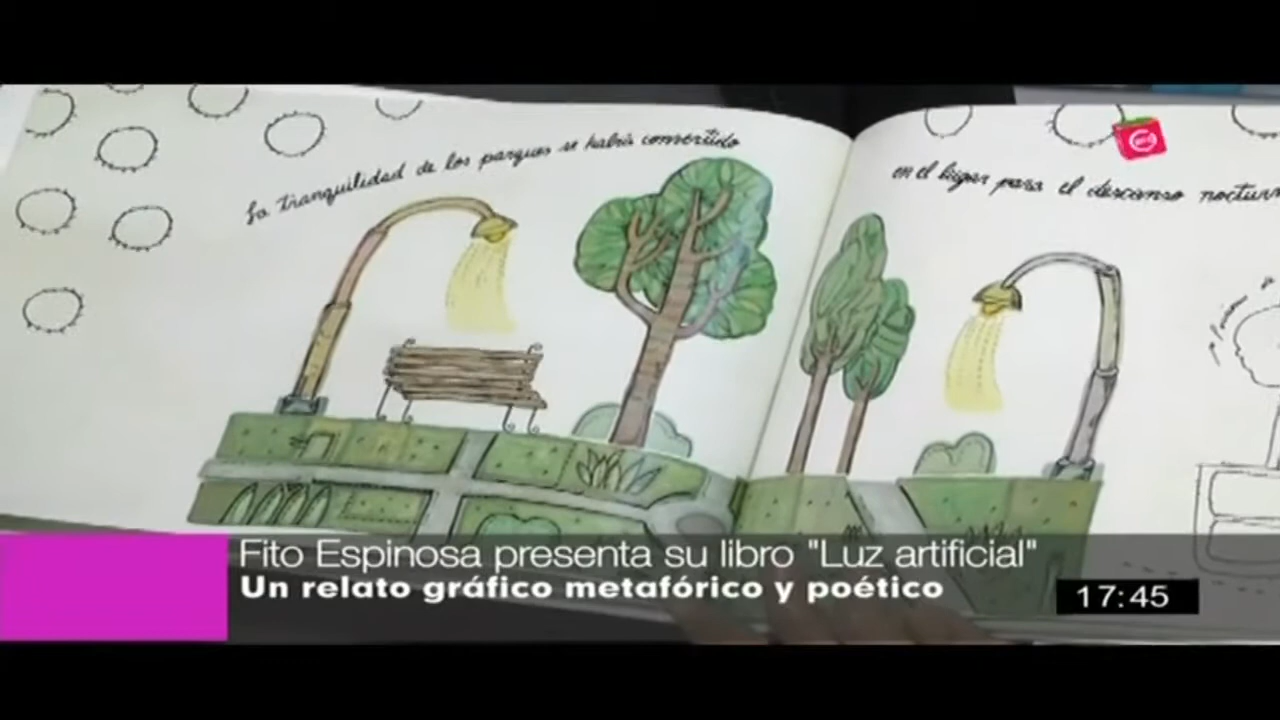 La tranquilidad de los parques se había convertido
en el lugar para el descanso
Fito Espinosa presenta su libro "Luz artificial"
Un relato gráfico metafórico y poético
17:45